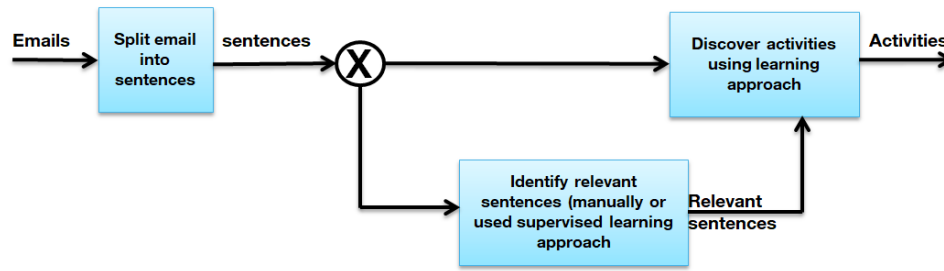 Emails
Split email
into
sentences
sentences
X
Discover activities
using learning
approach
Activities
Identify relevant
sentences (manually or
used supervised learning
approach
Relevant
sentences